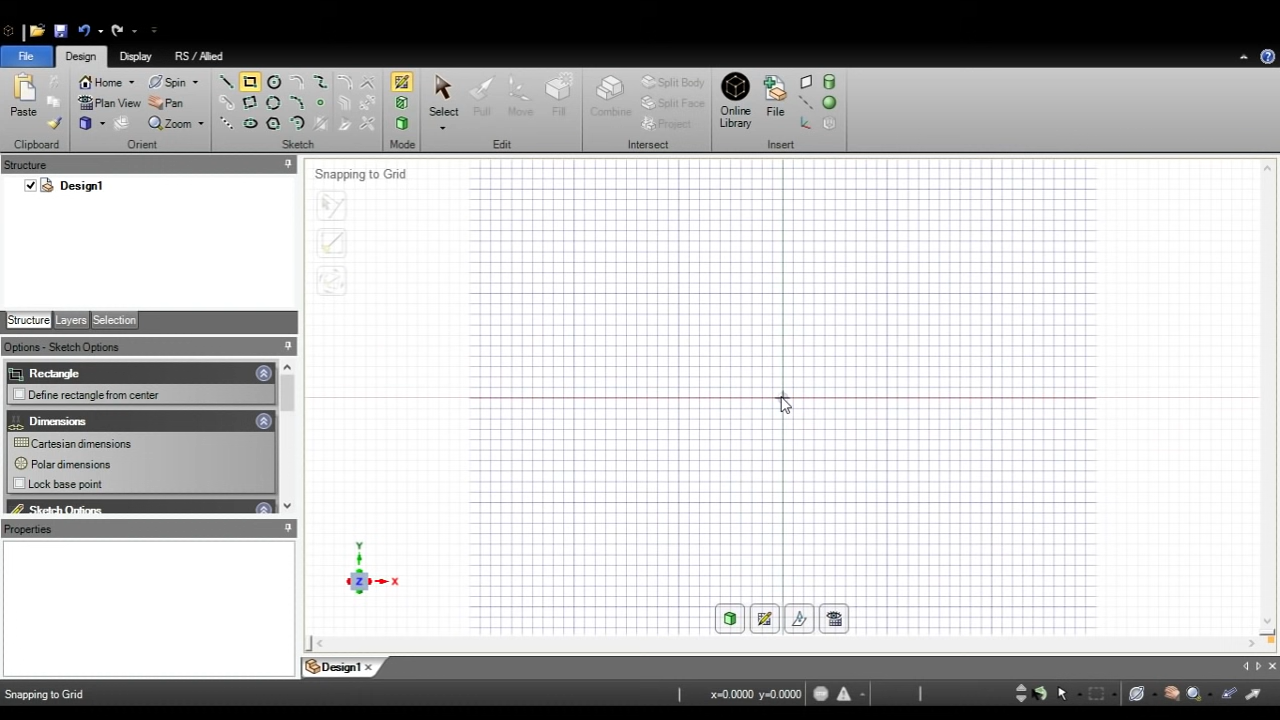 File Design Display RS / Allied
Paste
Home
Plan View
Spin
Pan
Zoom
Select
Pull
Move
Fill
Combine
Split Body
Split Face
Project
Online
Library
File
Clipboard Orient Sketch Mode Edit Intersect Insert
Structure
Design1
Structure Layers Selection
Options - Sketch Options
Rectangle
Define rectangle from center
Dimensions
Cartesian dimensions
Polar dimensions
Lock base point
Sketch Options
Properties
Snapping to Grid
Y
Z
X
Design1
Snapping to Grid
x=0.0000 y=0.0000